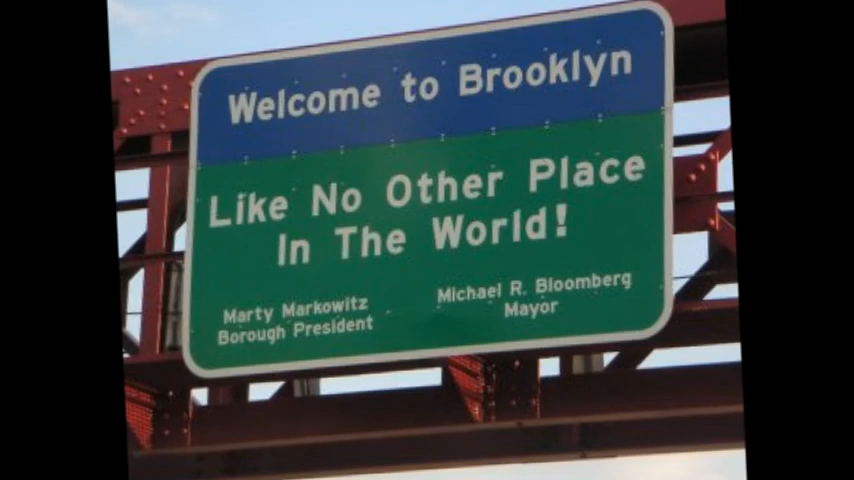 Welcome to Brooklyn
Like No Other Place
In The World!
Marty Markowitz
Borough President
Michael R. Bloomberg
Mayor